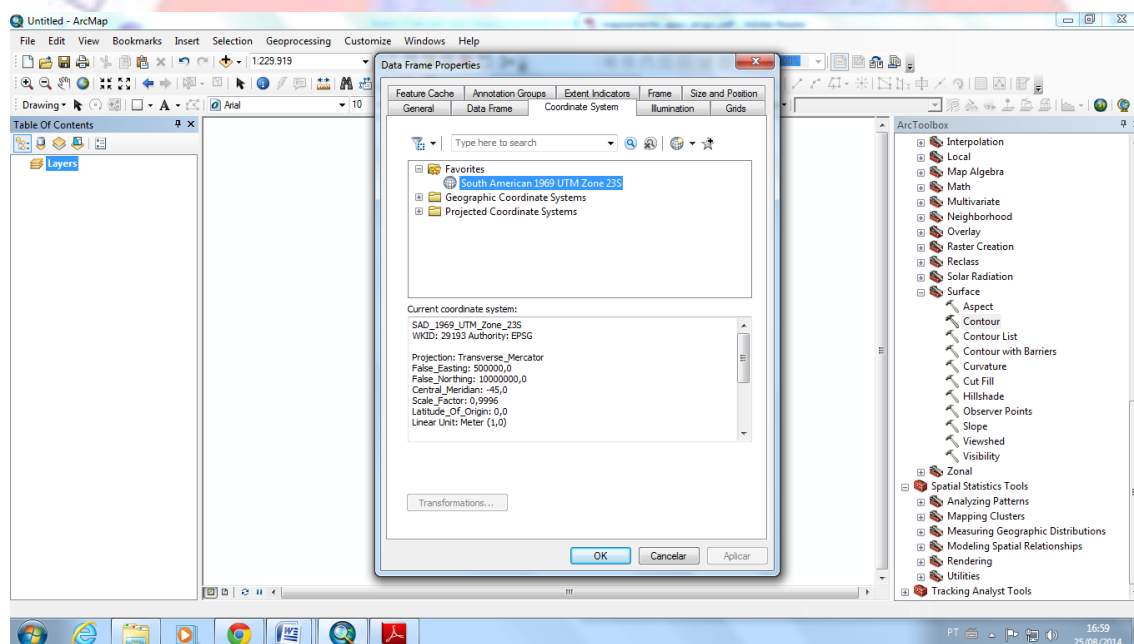 Untitled - ArcMap
File Edit View Bookmarks Insert Selection Geoprocessing Customize Windows Help
1:229.919
Drawing A Arial 10
Table Of Contents
Layers
Data Frame Properties
Feature Cache Annotation Groups Extent Indicators Frame Size and Position
General Data Frame Coordinate System Illumination Grids
Type here to search
Favorites
South American 1969 UTM Zone 23S
Geographic Coordinate Systems
Projected Coordinate Systems
Current coordinate system:
SAD_1969_UTM_Zone_23S
WKID: 29193 Authority: EPSG
Projection: Transverse_Mercator
False_Easting: 500000,0
False_Northing: 10000000,0
Central_Meridian: -45,0
Scale_Factor: 0,9996
Latitude_Of_Origin: 0,0
Linear Unit: Meter (1,0)
Transformations...
OK Cancelar Aplicar
ArcToolbox
Interpolation
Local
Map Algebra
Math
Multivariate
Neighborhood
Overlay
Raster Creation
Reclass
Solar Radiation
Surface
Aspect
Contour
Contour List
Contour with Barriers
Curvature
Cut Fill
Hillshade
Observer Points
Slope
Viewshed
Visibility
Zonal
Spatial Statistics Tools
Analyzing Patterns
Mapping Clusters
Measuring Geographic Distributions
Modeling Spatial Relationships
Rendering
Utilities
Tracking Analyst Tools
PT 16:59
25/08/2014